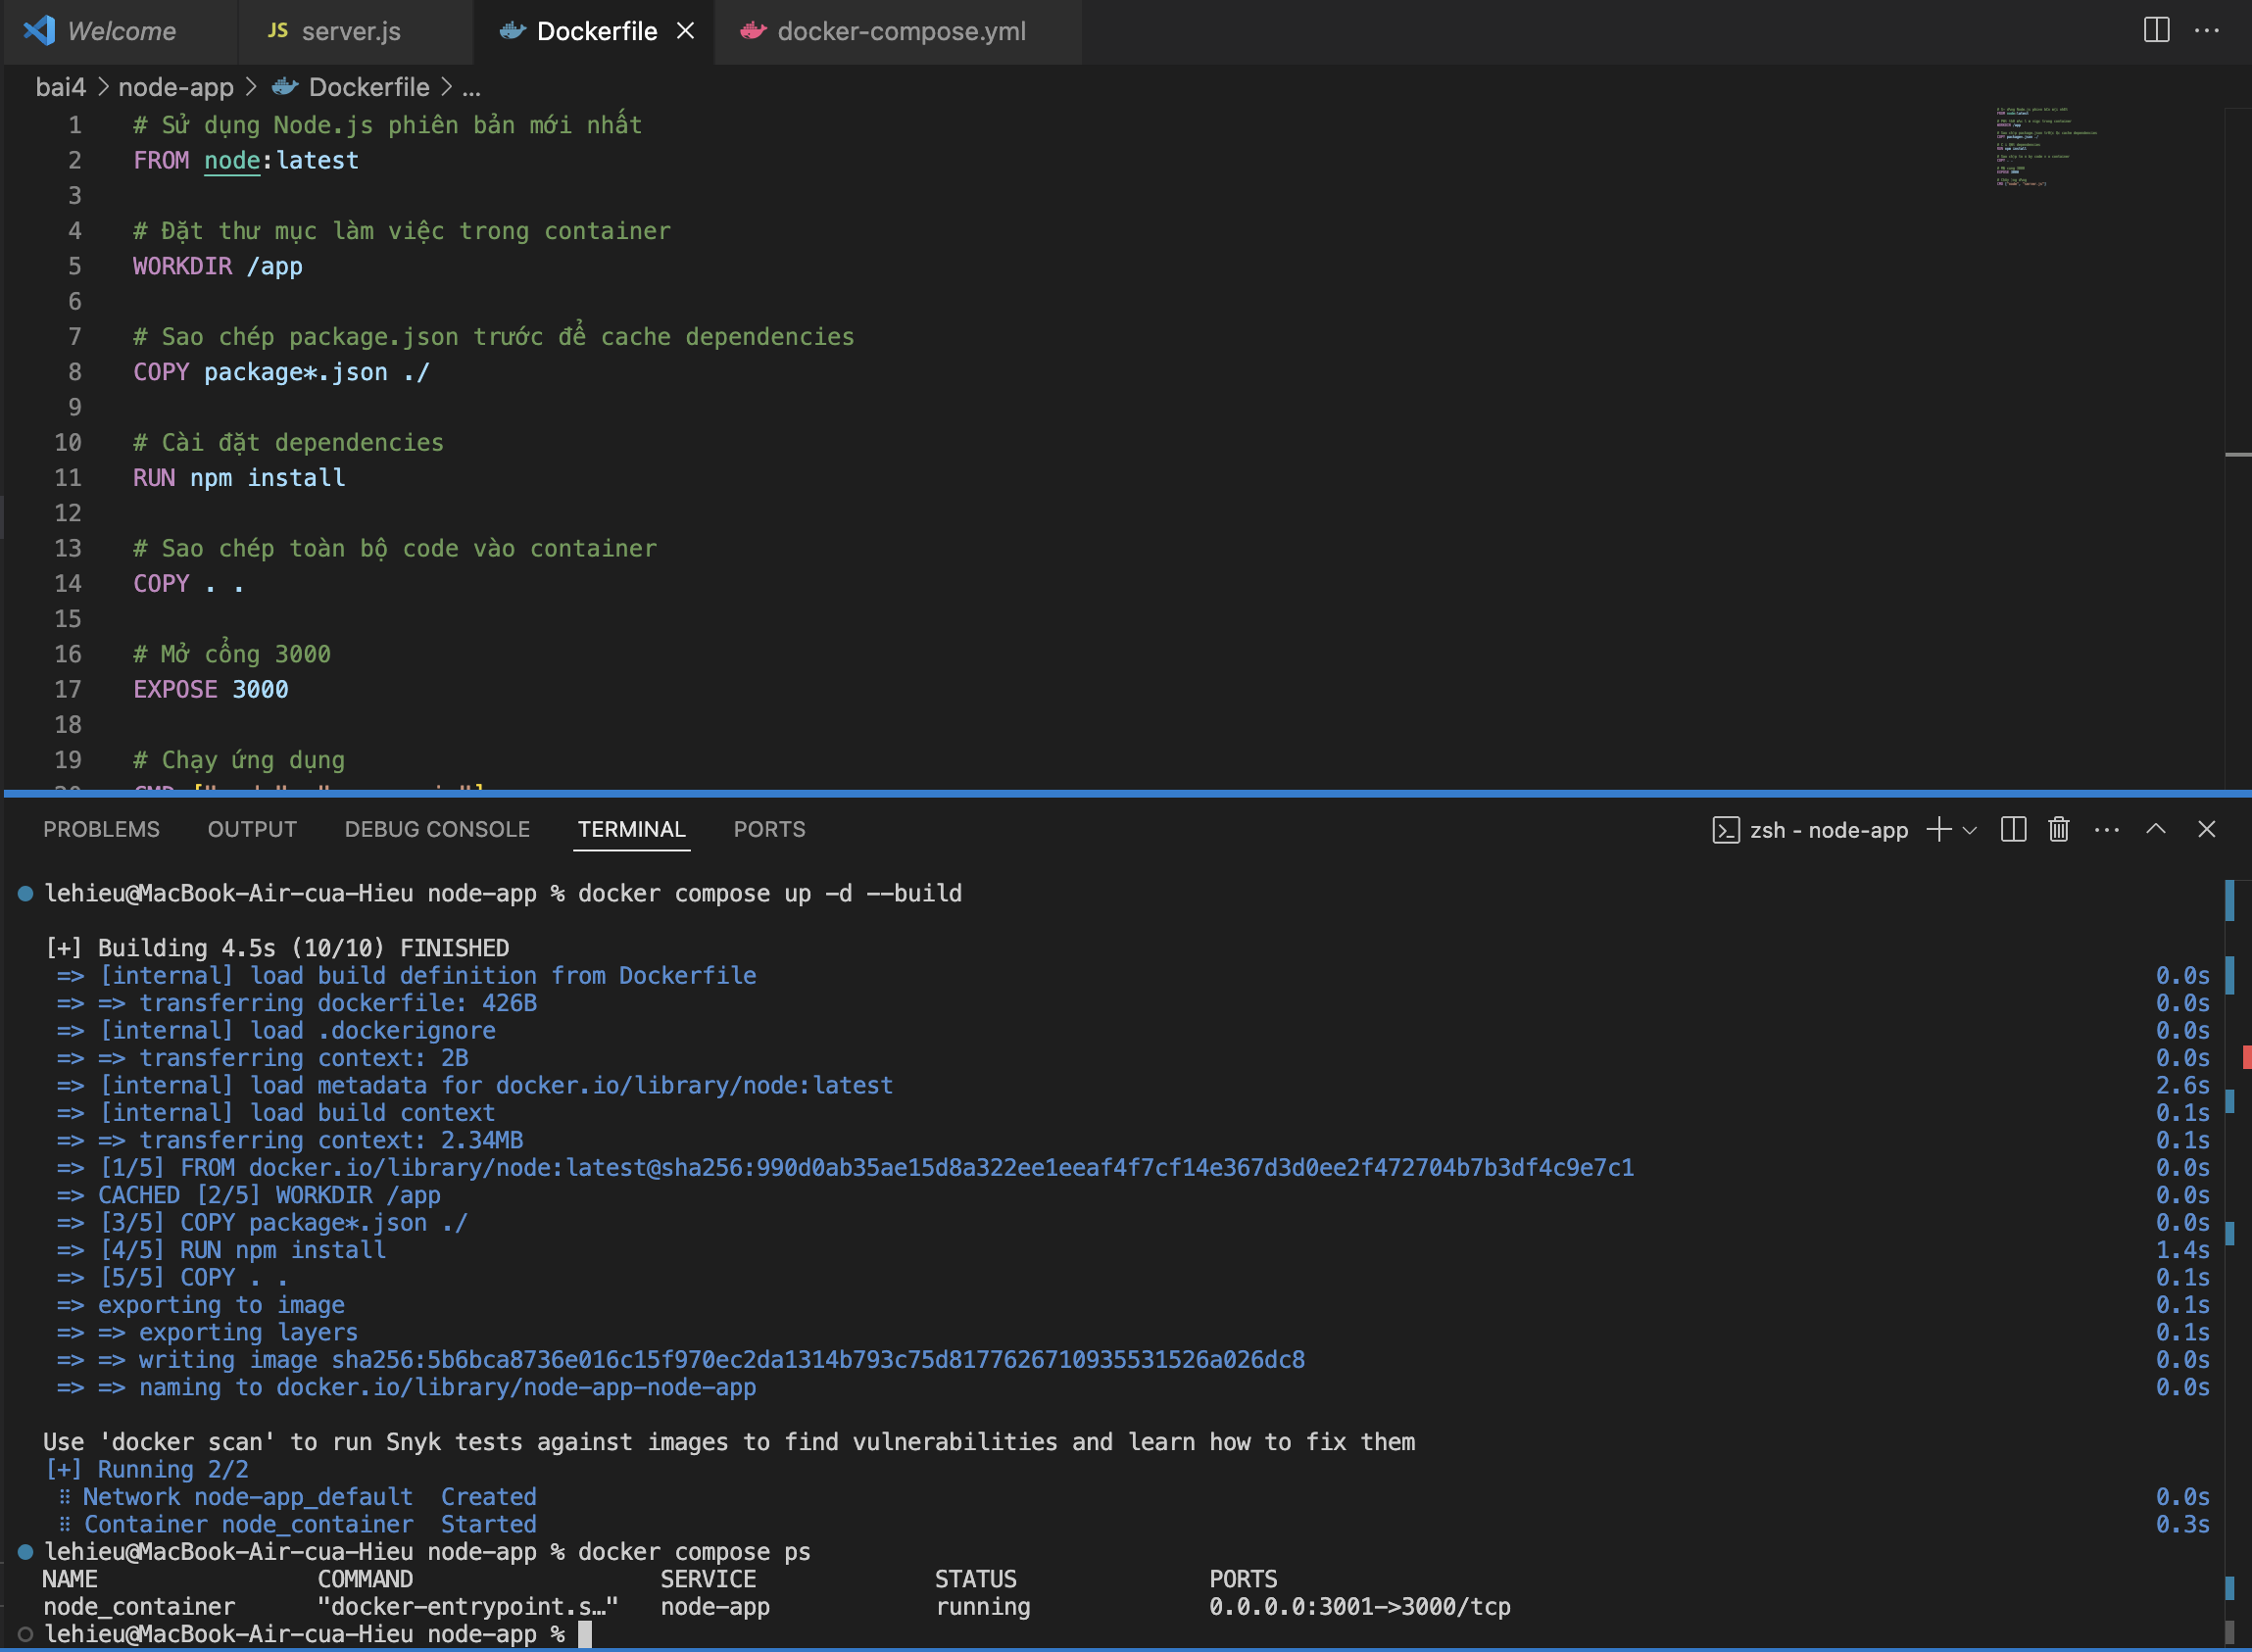 Welcome
JS server.js
Dockerfile
docker-compose.yml
bai4 > node-app > Dockerfile > ...
1 # Sử dụng Node.js phiên bản mới nhất
2 FROM node:latest
3
4 # Đặt thư mục làm việc trong container
5 WORKDIR /app
6
7 # Sao chép package.json trước để cache dependencies
8 COPY package*.json ./
9
10 # Cài đặt dependencies
11 RUN npm install
12
13 # Sao chép toàn bộ code vào container
14 COPY . .
15
16 # Mở cổng 3000
17 EXPOSE 3000
18
19 # Chạy ứng dụng
PROBLEMS OUTPUT DEBUG CONSOLE TERMINAL PORTS zsh - node-app
lehieu@MacBook-Air-cua-Hieu node-app % docker compose up -d --build
[+] Building 4.5s (10/10) FINISHED
=> [internal] load build definition from Dockerfile 0.0s
=> => transferring dockerfile: 426B 0.0s
=> [internal] load .dockerignore 0.0s
=> => transferring context: 2B 0.0s
=> [internal] load metadata for docker.io/library/node:latest 2.6s
=> [internal] load build context 0.1s
=> => transferring context: 2.34MB 0.1s
=> [1/5] FROM docker.io/library/node:latest@sha256:990d0ab35ae15d8a322ee1eeaf4f7cf14e367d3d0ee2f472704b7b3df4c9e7c1 0.0s
=> CACHED [2/5] WORKDIR /app 0.0s
=> [3/5] COPY package*.json ./ 0.0s
=> [4/5] RUN npm install 1.4s
=> [5/5] COPY . . 0.1s
=> exporting to image 0.1s
=> => exporting layers 0.1s
=> => writing image sha256:5b6bca8736e016c15f970ec2da1314b793c75d8177626710935531526a026dc8 0.0s
=> => naming to docker.io/library/node-app-node-app 0.0s
Use 'docker scan' to run Snyk tests against images to find vulnerabilities and learn how to fix them
[+] Running 2/2
⠿ Network node-app_default Created 0.0s
⠿ Container node_container Started 0.3s
lehieu@MacBook-Air-cua-Hieu node-app % docker compose ps
NAME COMMAND SERVICE STATUS PORTS
node_container "docker-entrypoint.s…" node-app running 0.0.0.0:3001->3000/tcp
lehieu@MacBook-Air-cua-Hieu node-app %